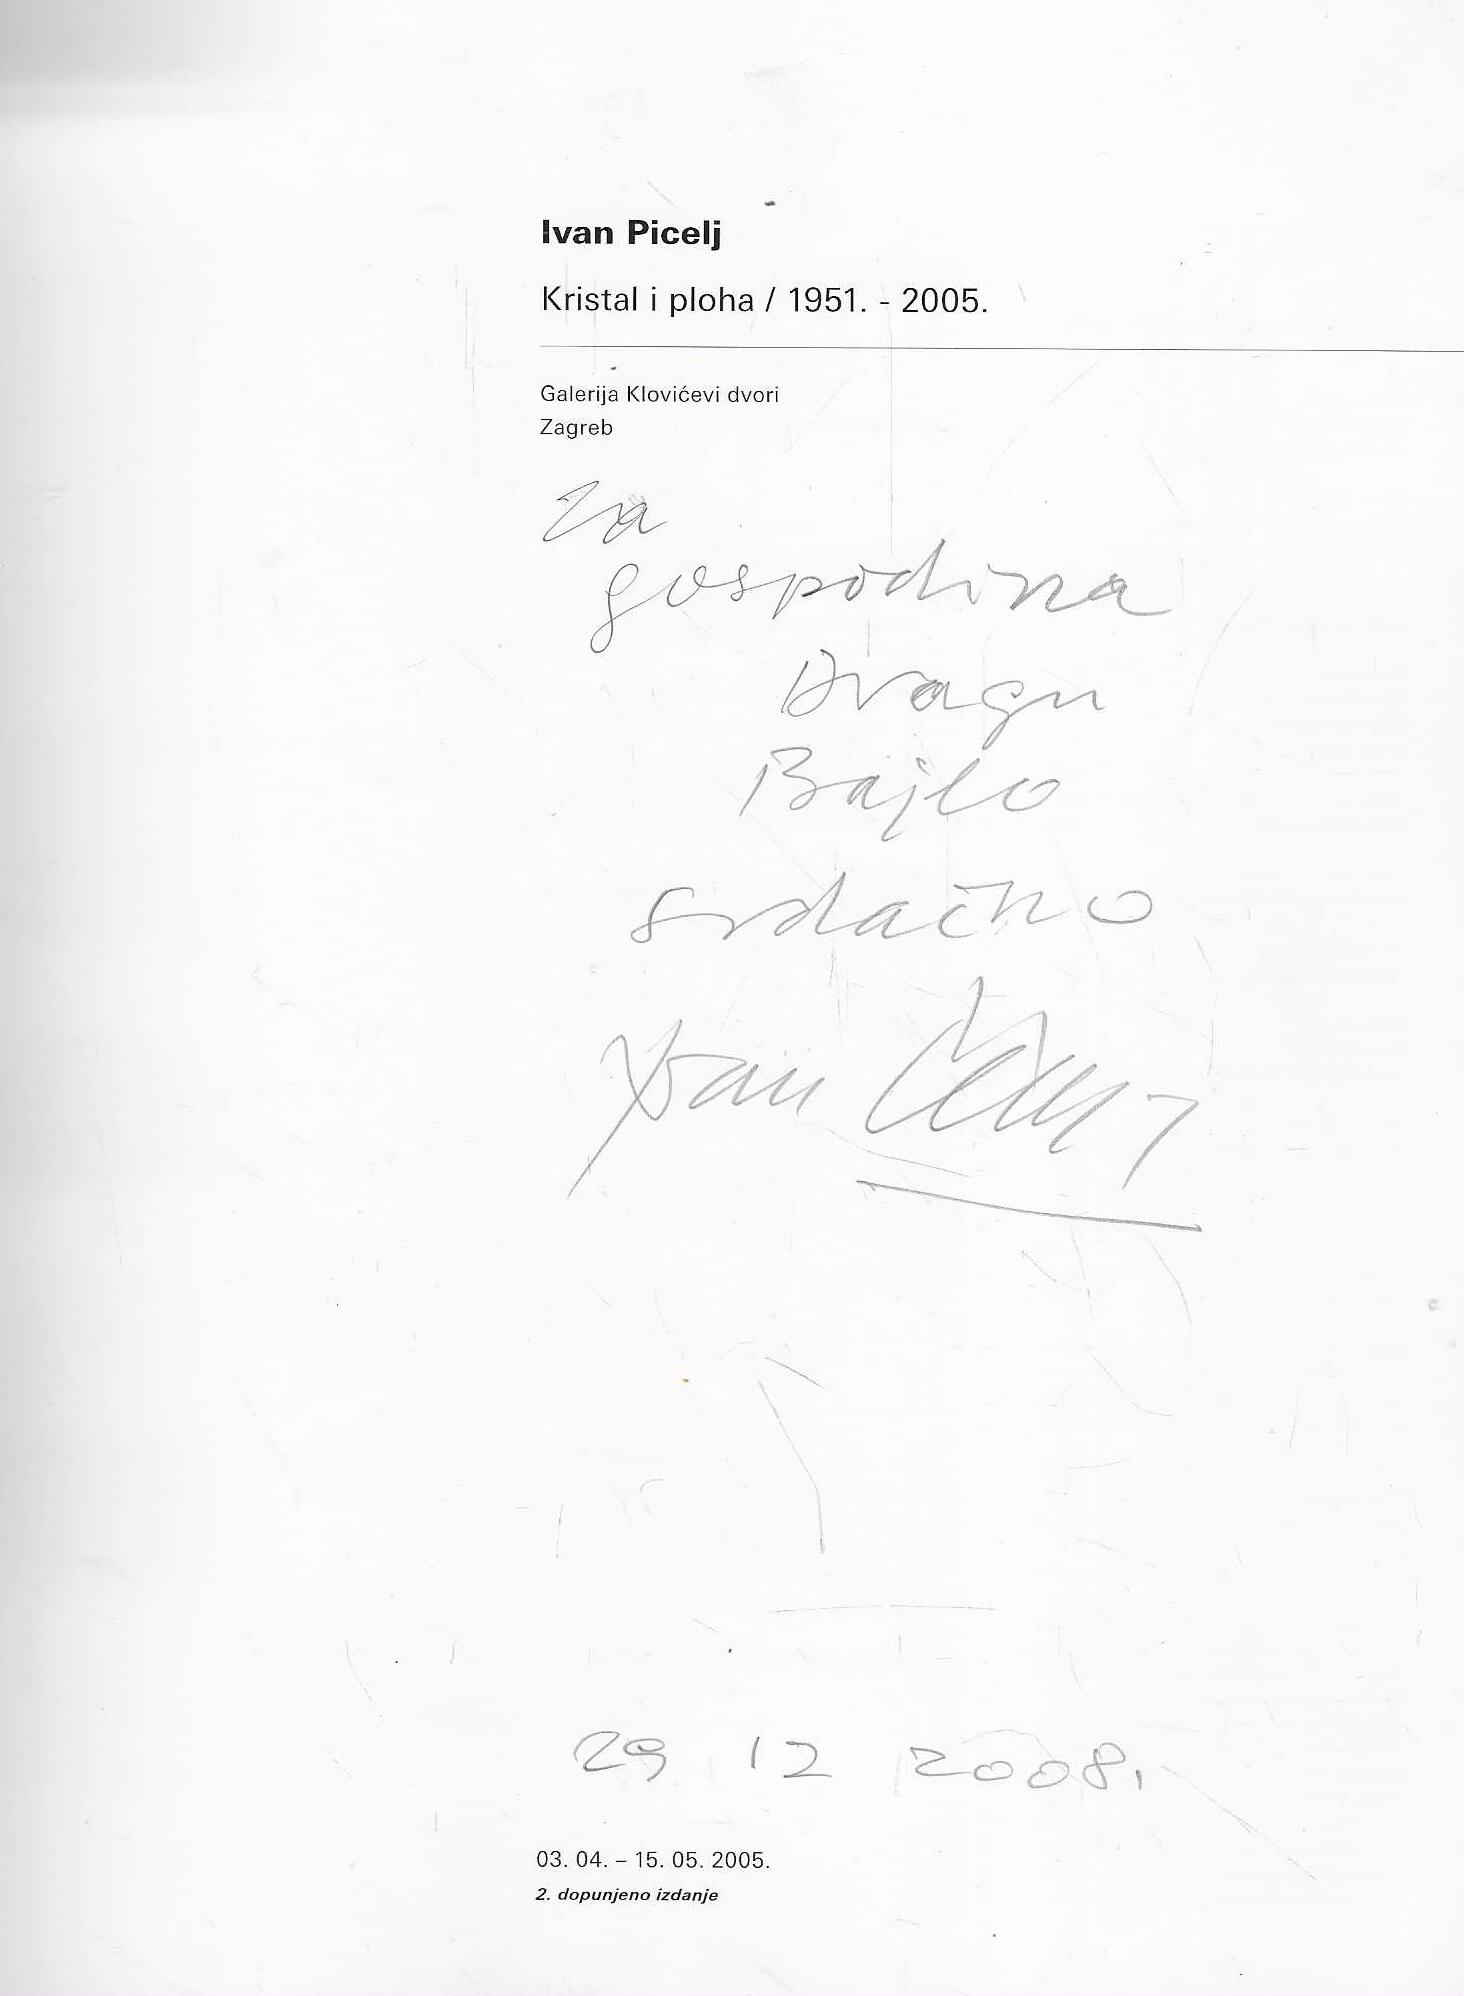 Ivan Picelj
Kristal i ploha / 1951. - 2005.
Galerija Klovićevi dvori
Zagreb
Za
gospodina
Dragu
Bajlo
srdačno
Ivan
29 12 2008.
03. 04. – 15. 05. 2005.
2. dopunjeno izdanje